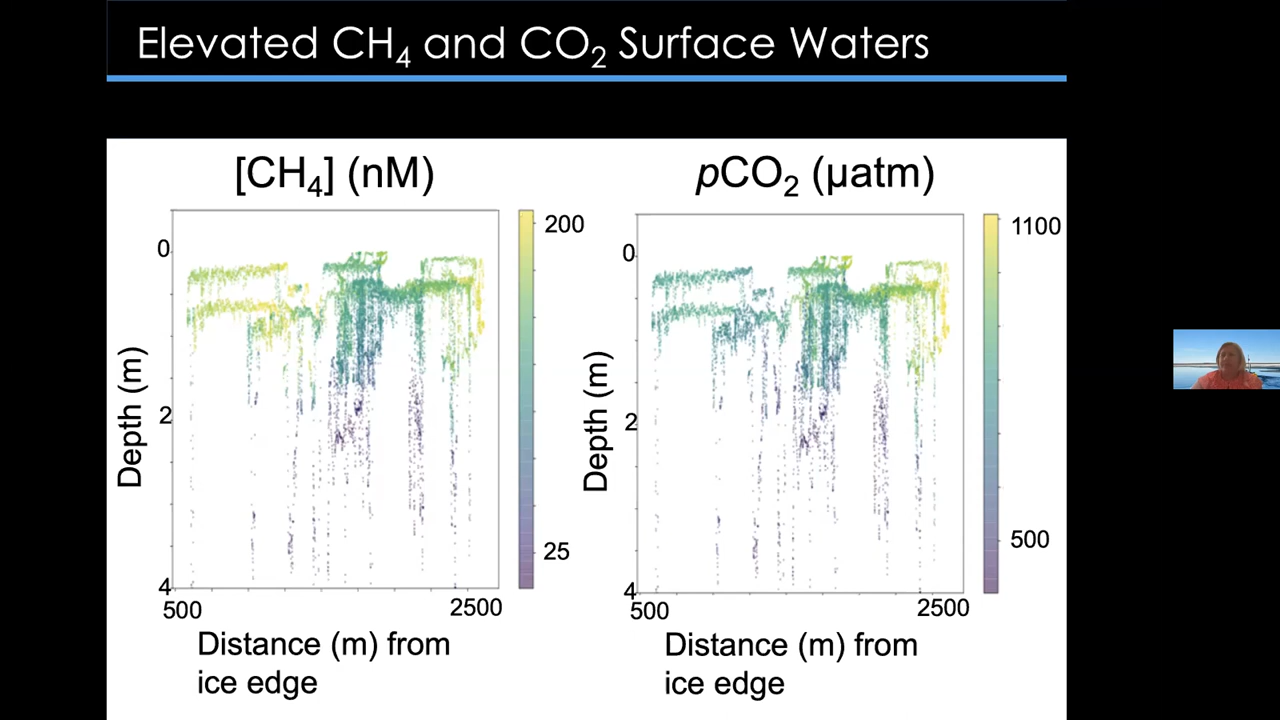 Elevated CH₄ and CO₂ Surface Waters
[CH₄] (nM)
0
2
4
Depth (m)
500
2500
Distance (m) from
ice edge
200
25
pCO₂ (µatm)
0
2
4
Depth (m)
500
2500
Distance (m) from
ice edge
1100
500